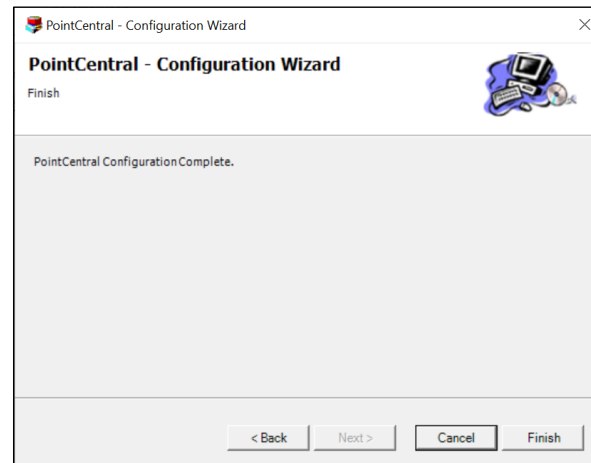 PointCentral - Configuration Wizard
PointCentral - Configuration Wizard
Finish
PointCentral Configuration Complete.
< Back Next > Cancel Finish